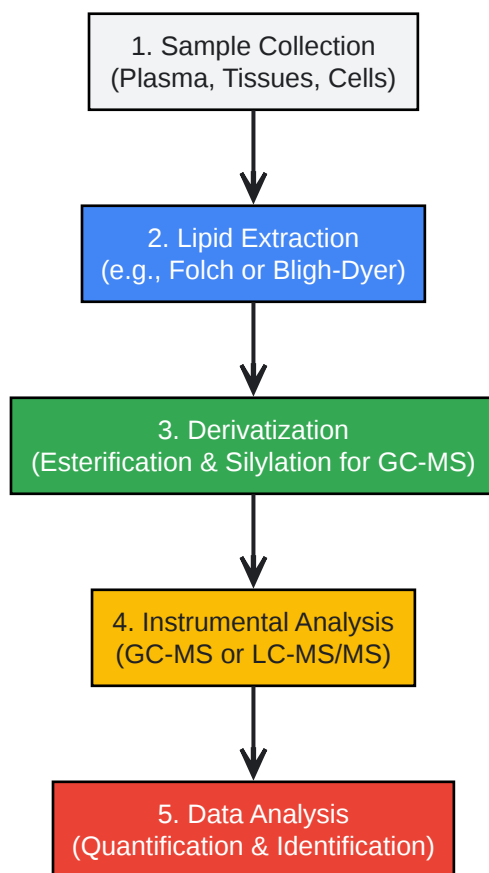 1. Sample Collection
(Plasma, Tissues, Cells)
2. Lipid Extraction
(e.g., Folch or Bligh-Dyer)
3. Derivatization
(Esterification & Silylation for GC-MS)
4. Instrumental Analysis
(GC-MS or LC-MS/MS)
5. Data Analysis
(Quantification & Identification)